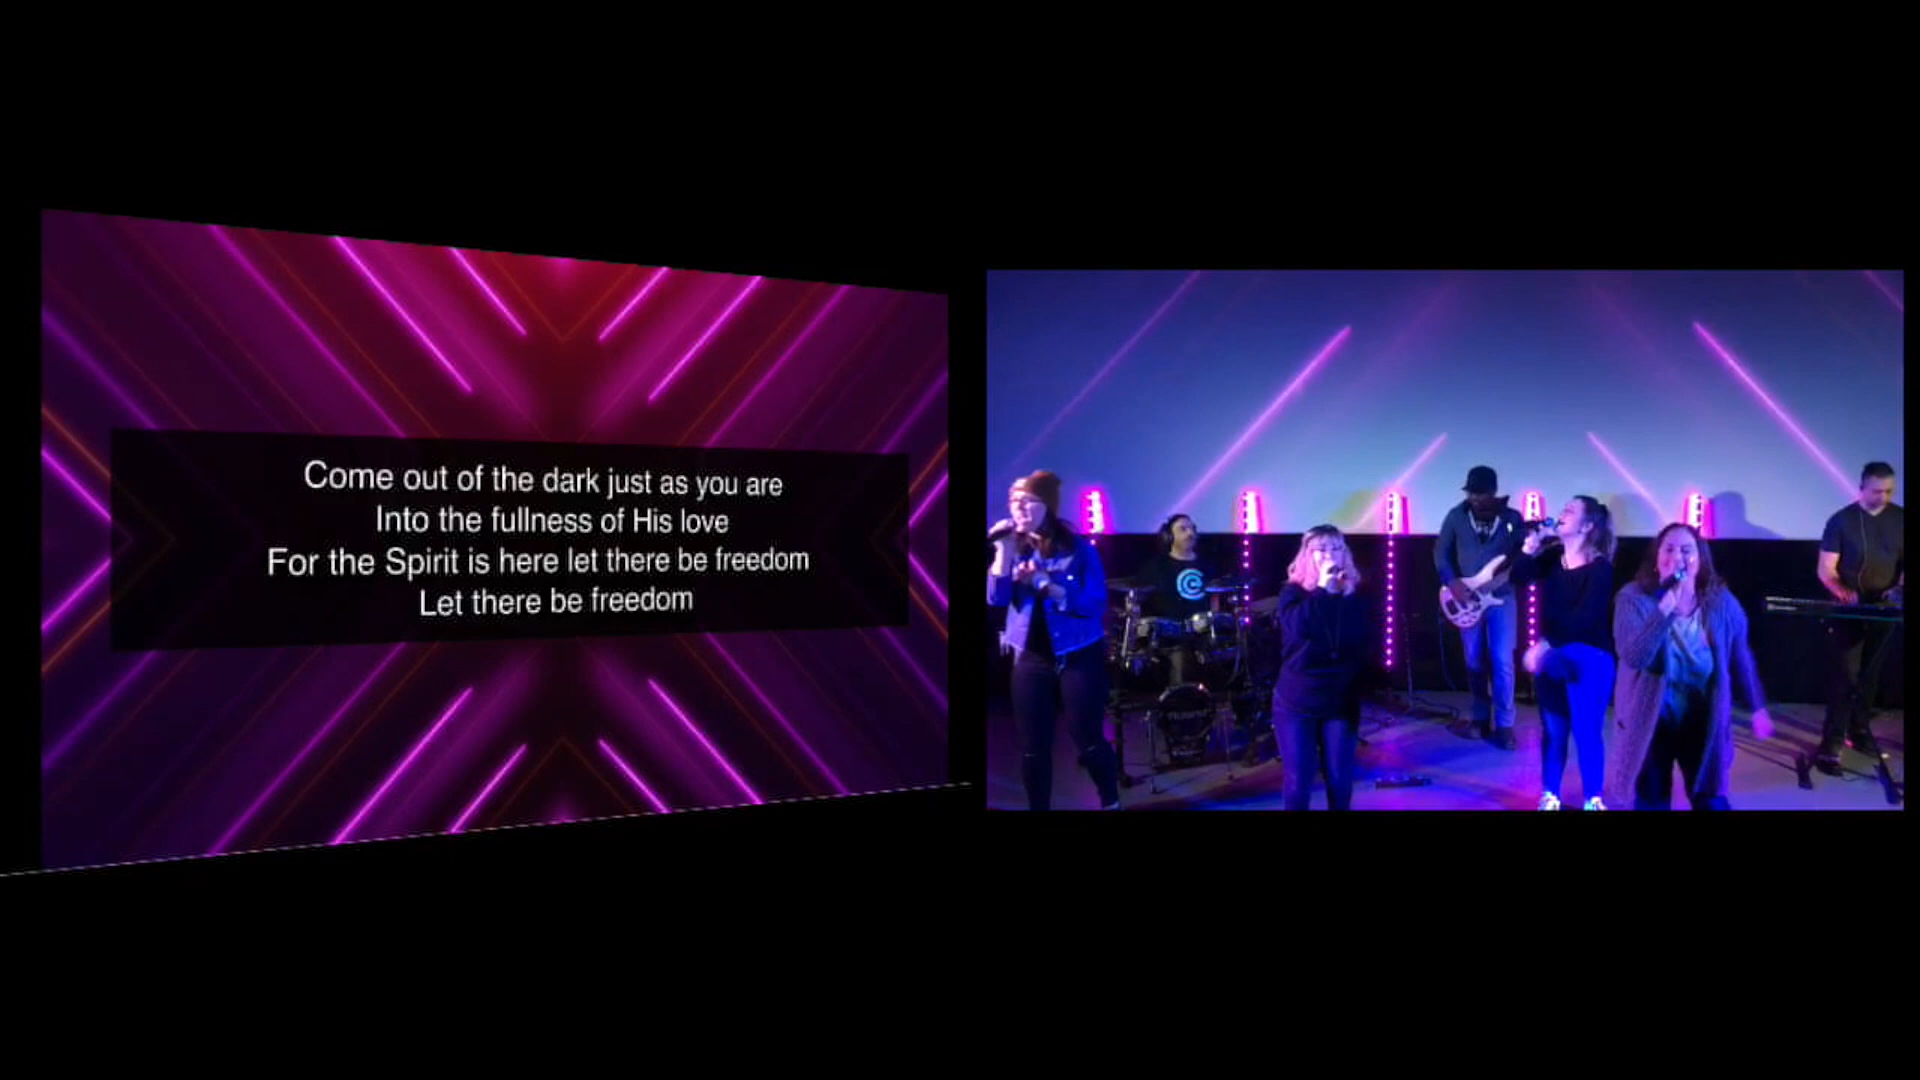 Come out of the dark just as you are
Into the fullness of His love
For the Spirit is here let there be freedom
Let there be freedom
Roland